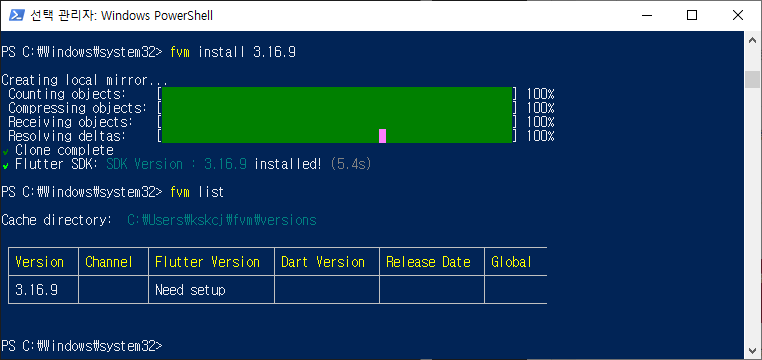 선택 관리자: Windows PowerShell
PS C:\Windows\system32> fvm install 3.16.9
Creating local mirror...
Counting objects: [ ] 100%
Compressing objects: [ ] 100%
Receiving objects: [ ] 100%
Resolving deltas: [ ] 100%
✓ Clone complete
✓ Flutter SDK: SDK Version : 3.16.9 installed! (5.4s)
PS C:\Windows\system32> fvm list
Cache directory: C:\Users\kskcj\fvm\versions
Version Channel Flutter Version Dart Version Release Date Global
3.16.9 Need setup
PS C:\Windows\system32>